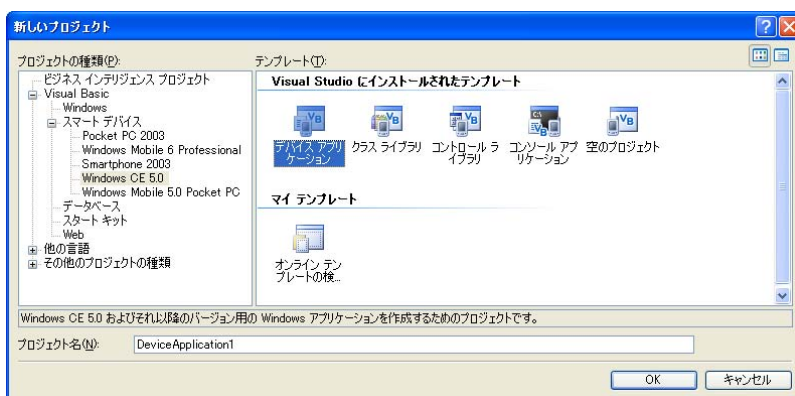 新しいプロジェクト
プロジェクトの種類(P):
テンプレート(T):
ビジネス インテリジェンス プロジェクト
Visual Basic
Windows
スマート デバイス
Pocket PC 2003
Windows Mobile 6 Professional
Smartphone 2003
Windows CE 5.0
Windows Mobile 5.0 Pocket PC
データベース
スタート キット
Web
他の言語
その他のプロジェクトの種類
Visual Studio にインストールされたテンプレート
デバイス アプリ
ケーション
クラス ライブラリ
コントロール ラ
イブラリ
コンソール アプ
リケーション
空のプロジェクト
マイ テンプレート
オンライン テン
プレートの検...
Windows CE 5.0 およびそれ以降のバージョン用の Windows アプリケーションを作成するためのプロジェクトです。
プロジェクト名(N):
DeviceApplication1
OK
キャンセル